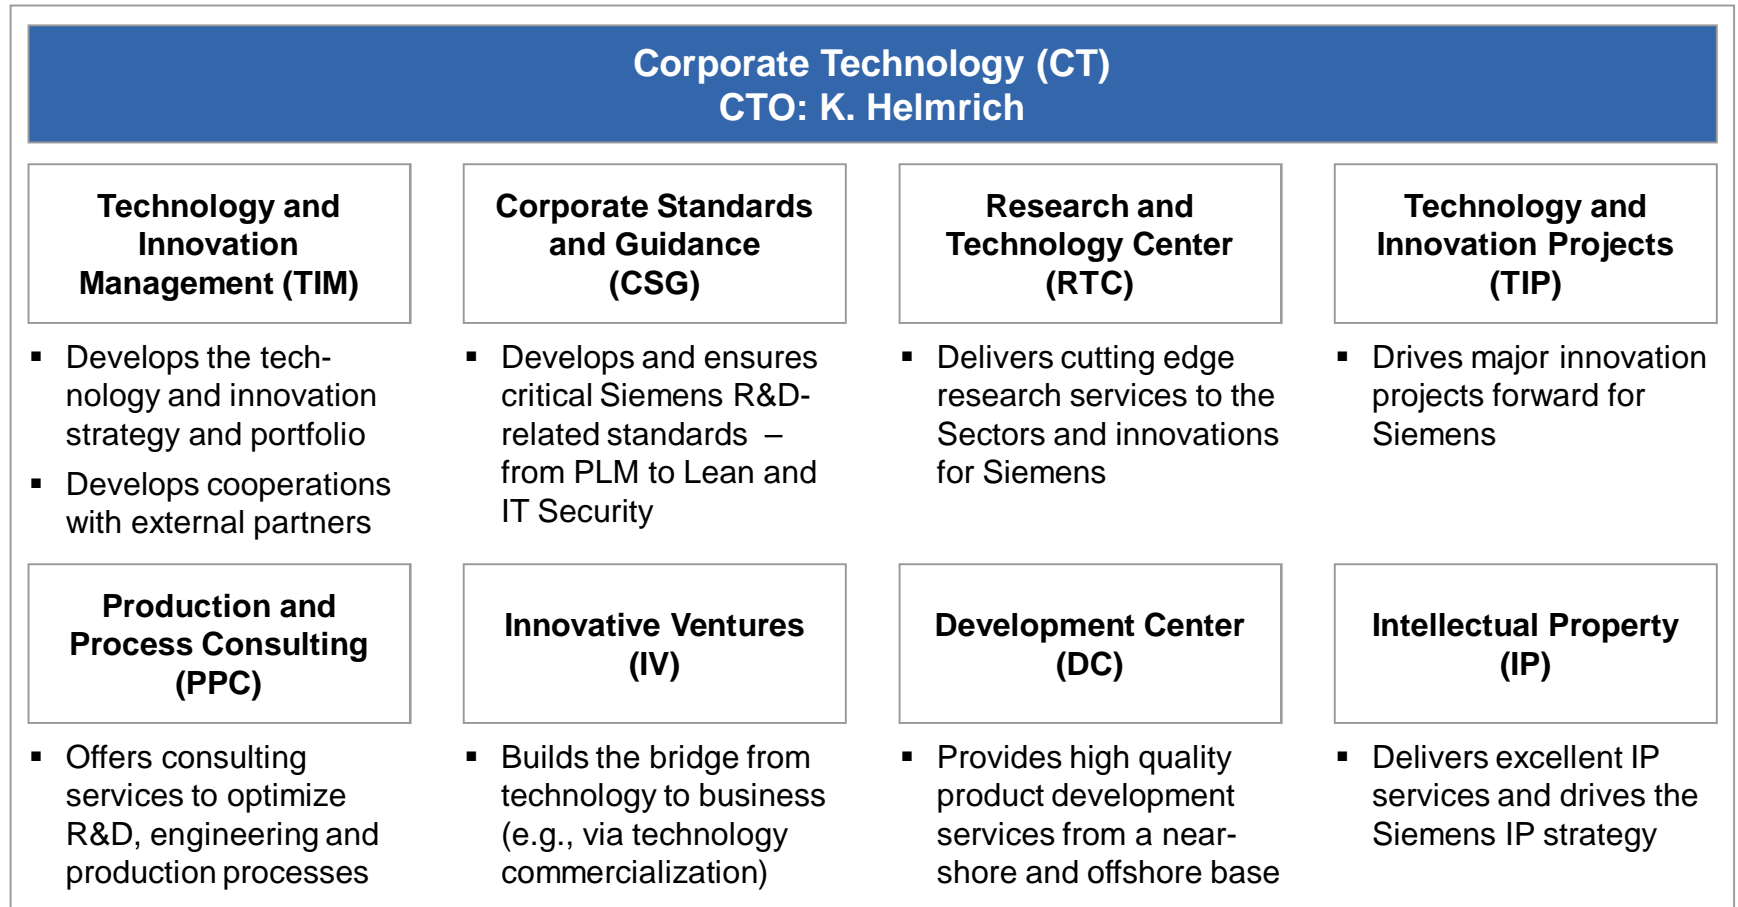 Corporate Technology (CT)
CTO: K. Helmrich
Technology and
Innovation
Management (TIM)
▪ Develops the tech-
nology and innovation
strategy and portfolio
▪ Develops cooperations
with external partners
Corporate Standards
and Guidance
(CSG)
▪ Develops and ensures
critical Siemens R&D-
related standards –
from PLM to Lean and
IT Security
Research and
Technology Center
(RTC)
▪ Delivers cutting edge
research services to the
Sectors and innovations
for Siemens
Technology and
Innovation Projects
(TIP)
▪ Drives major innovation
projects forward for
Siemens
Production and
Process Consulting
(PPC)
▪ Offers consulting
services to optimize
R&D, engineering and
production processes
Innovative Ventures
(IV)
▪ Builds the bridge from
technology to business
(e.g., via technology
commercialization)
Development Center
(DC)
▪ Provides high quality
product development
services from a near-
shore and offshore base
Intellectual Property
(IP)
▪ Delivers excellent IP
services and drives the
Siemens IP strategy